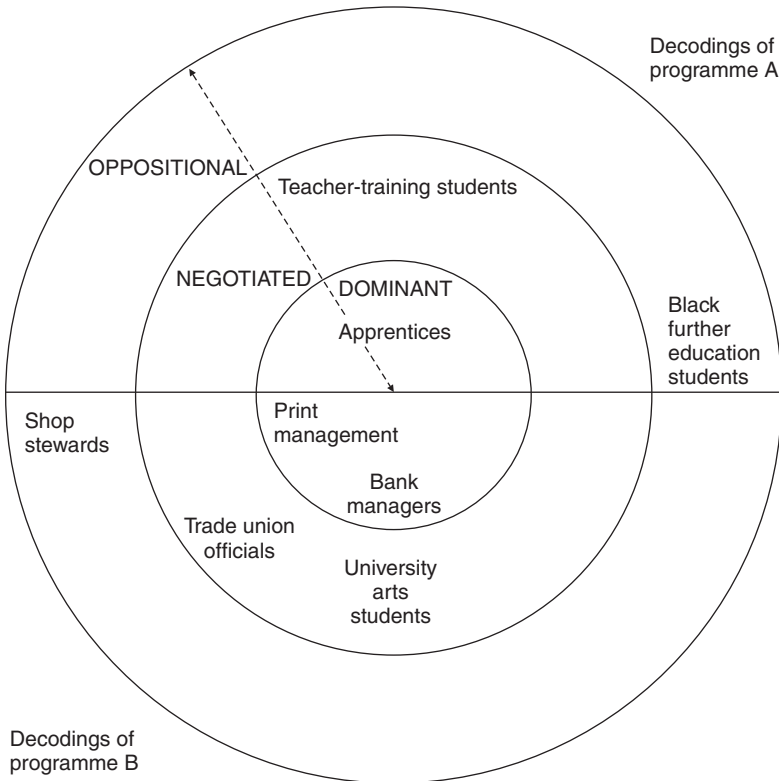 Decodings of
programme A
OPPOSITIONAL
Teacher-training students
NEGOTIATED
DOMINANT
Apprentices
Black
further
education
students
Shop
stewards
Print
management
Bank
managers
Trade union
officials
University
arts
students
Decodings of
programme B